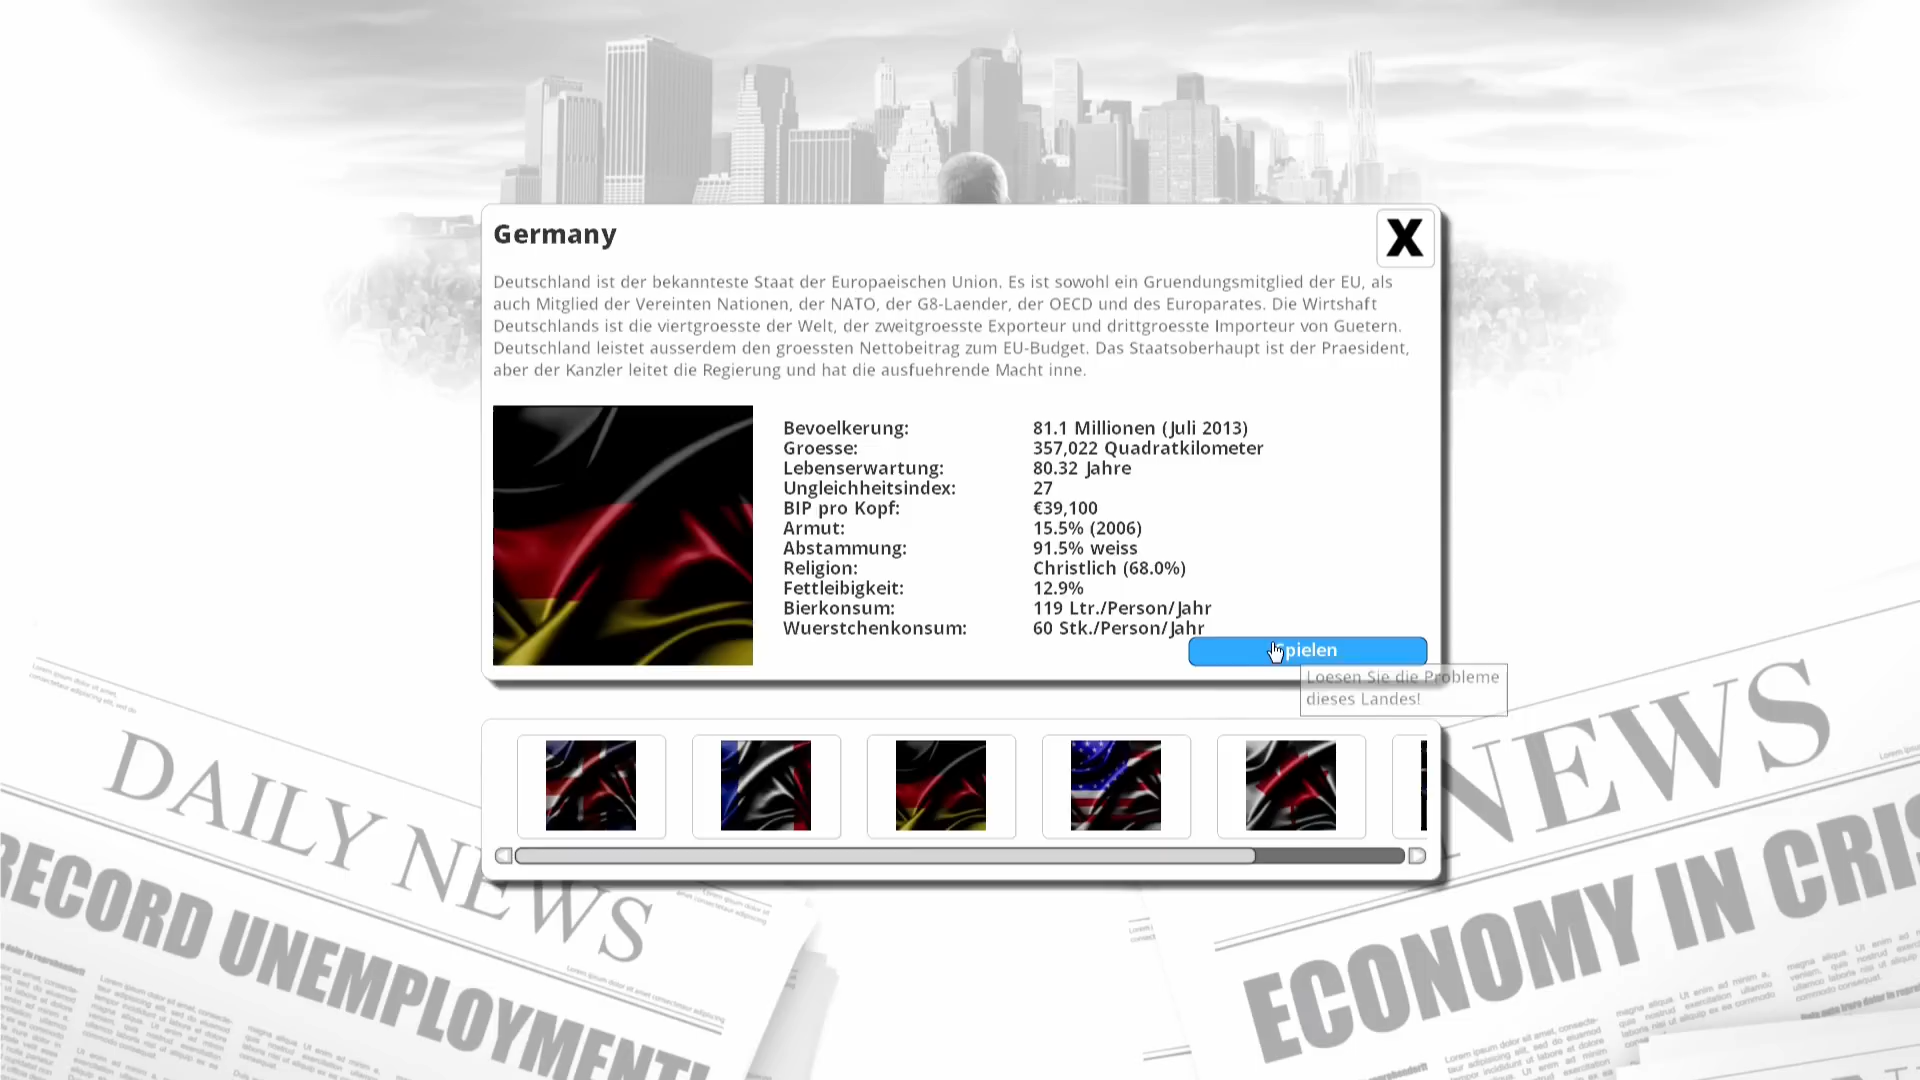 Germany
X
Deutschland ist der bekannteste Staat der Europaeischen Union. Es ist sowohl ein Gruendungsmitglied der EU, als
auch Mitglied der Vereinten Nationen, der NATO, der G8-Laender, der OECD und des Europarates. Die Wirtshaft
Deutschlands ist die viertgroesste der Welt, der zweitgroesste Exporteur und drittgroesste Importeur von Guetern.
Deutschland leistet ausserdem den groessten Nettobeitrag zum EU-Budget. Das Staatsoberhaupt ist der Praesident,
aber der Kanzler leitet die Regierung und hat die ausfuehrende Macht inne.
Bevoelkerung: 81.1 Millionen (Juli 2013)
Groesse: 357,022 Quadratkilometer
Lebenserwartung: 80.32 Jahre
Ungleichheitsindex: 27
BIP pro Kopf: €39,100
Armut: 15.5% (2006)
Abstammung: 91.5% weiss
Religion: Christlich (68.0%)
Fettleibigkeit: 12.9%
Bierkonsum: 119 Ltr./Person/Jahr
Wuerstchenkonsum: 60 Stk./Person/Jahr
Spielen
Loesen Sie die Probleme
dieses Landes!
DAILY NEWS
RECORD UNEMPLOYMENT!
NEWS
ECONOMY IN CRIS